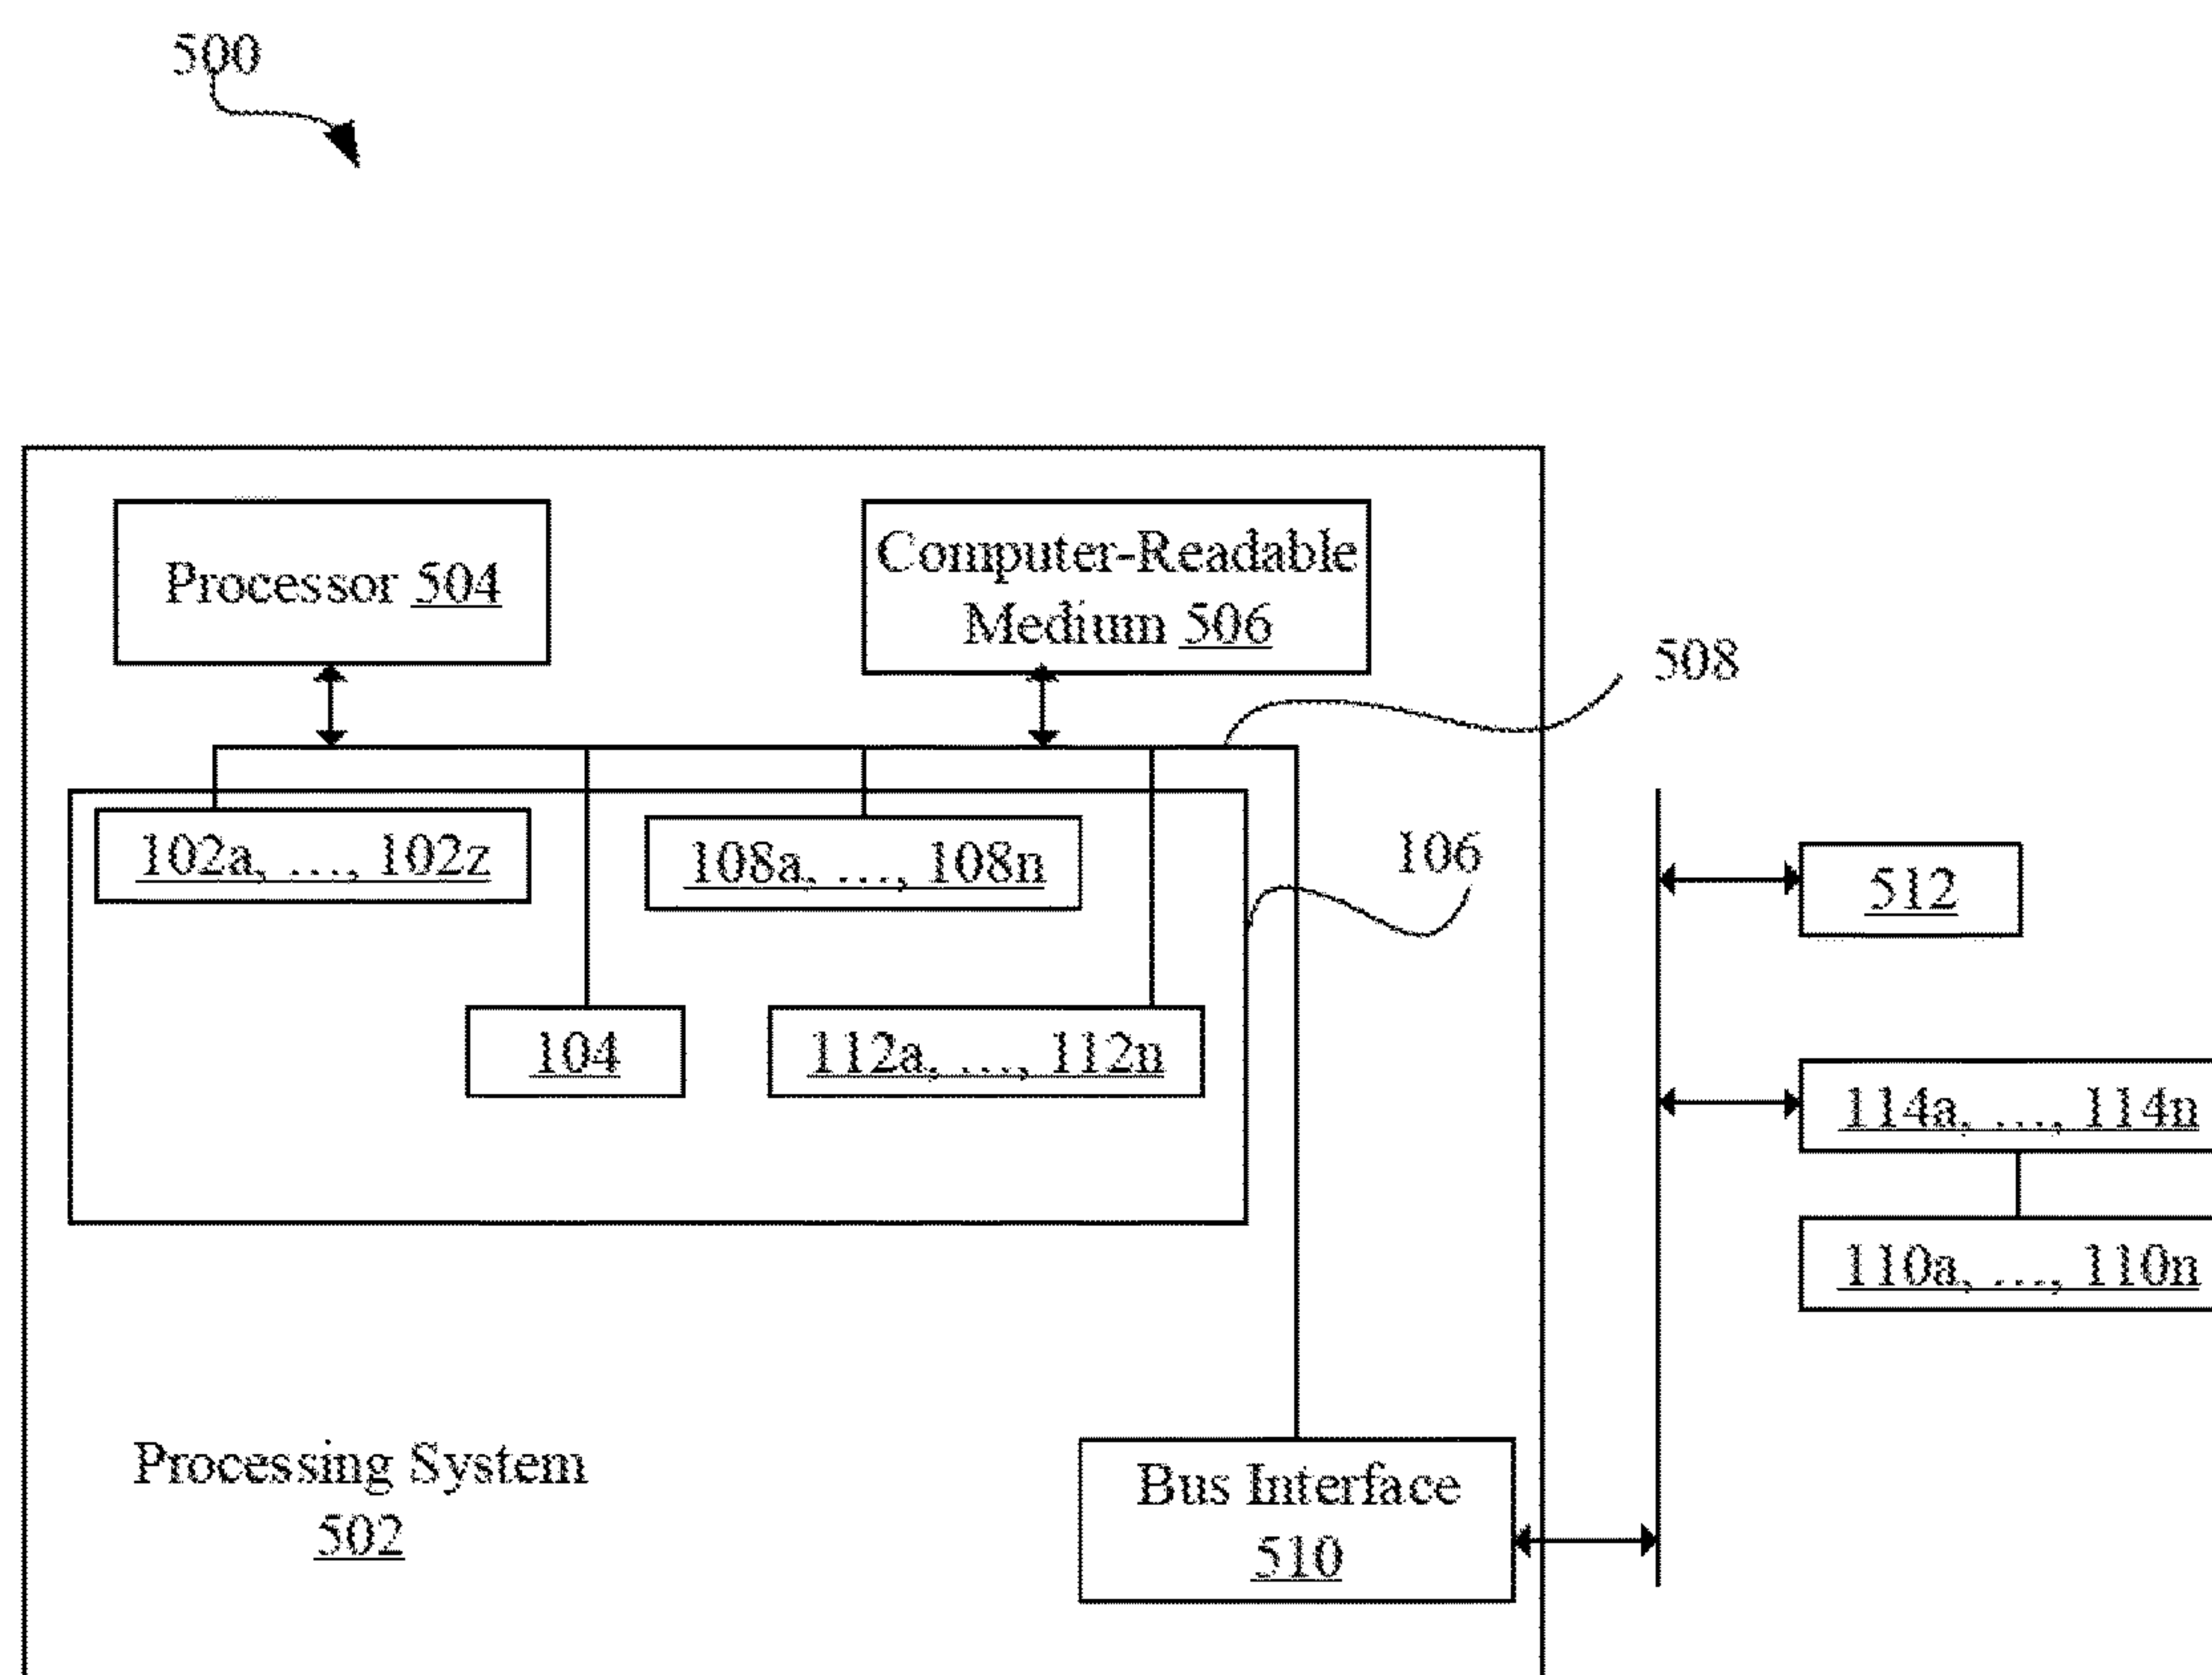 500
Processor 504
Computer-Readable
Medium 506
508
102a, ..., 102z
108a, ..., 108n
106
512
104
112a, ..., 112n
114a, ..., 114n
110a, ..., 110n
Processing System
502
Bus Interface
510